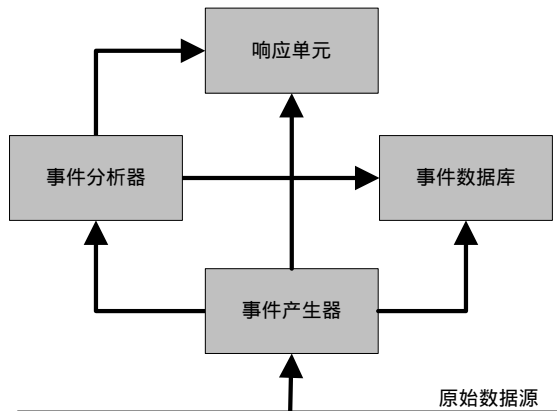 响应单元
事件分析器
事件数据库
事件产生器
原始数据源